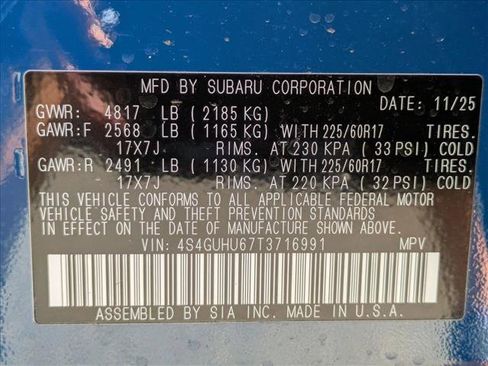 MFD BY SUBARU CORPORATION
DATE: 11/25
GVWR: 4817 LB ( 2185 KG)
GAWR: F 2568 LB ( 1165 KG) WITH 225/60R17 TIRES.
17X7J RIMS. AT 230 KPA ( 33 PSI) COLD
GAWR: R 2491 LB ( 1130 KG) WITH 225/60R17 TIRES.
17X7J RIMS. AT 220 KPA ( 32 PSI) COLD
THIS VEHICLE CONFORMS TO ALL APPLICABLE FEDERAL MOTOR
VEHICLE SAFETY AND THEFT PREVENTION STANDARDS
IN EFFECT ON THE DATE OF MANUFACTURE SHOWN ABOVE.
VIN: 4S4GUHU67T3716991 MPV
ASSEMBLED BY SIA INC. MADE IN U.S.A.